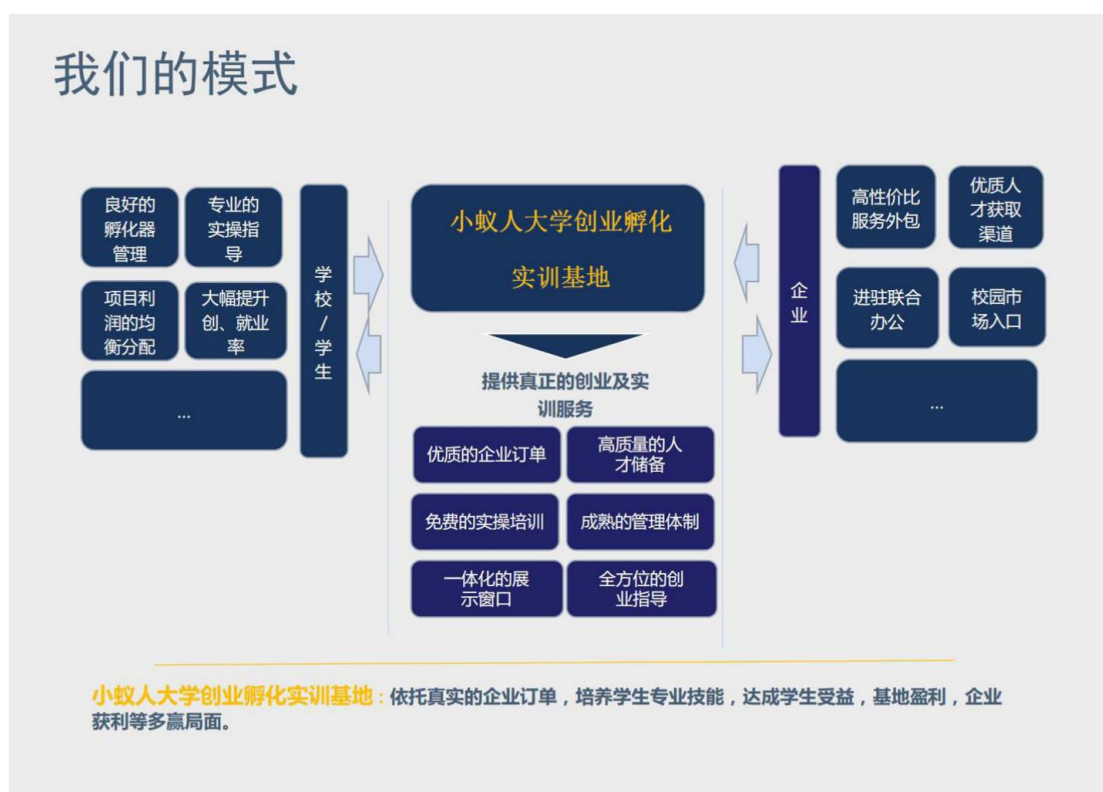 我们的模式
良好的
孵化器
管理
专业的
实操指
导
项目利
润的均
衡分配
大幅提升
创、就业
率
...
学
校
/
学
生
小蚁人大学创业孵化
实训基地
提供真正的创业及实
训服务
优质的企业订单
高质量的人
才储备
免费的实操培训
成熟的管理体制
一体化的展
示窗口
全方位的创
业指导
企
业
高性价比
服务外包
优质人
才获取
渠道
进驻联合
办公
校园市
场入口
...
小蚁人大学创业孵化实训基地：依托真实的企业订单，培养学生专业技能，达成学生受益，基地盈利，企业
获利等多赢局面。